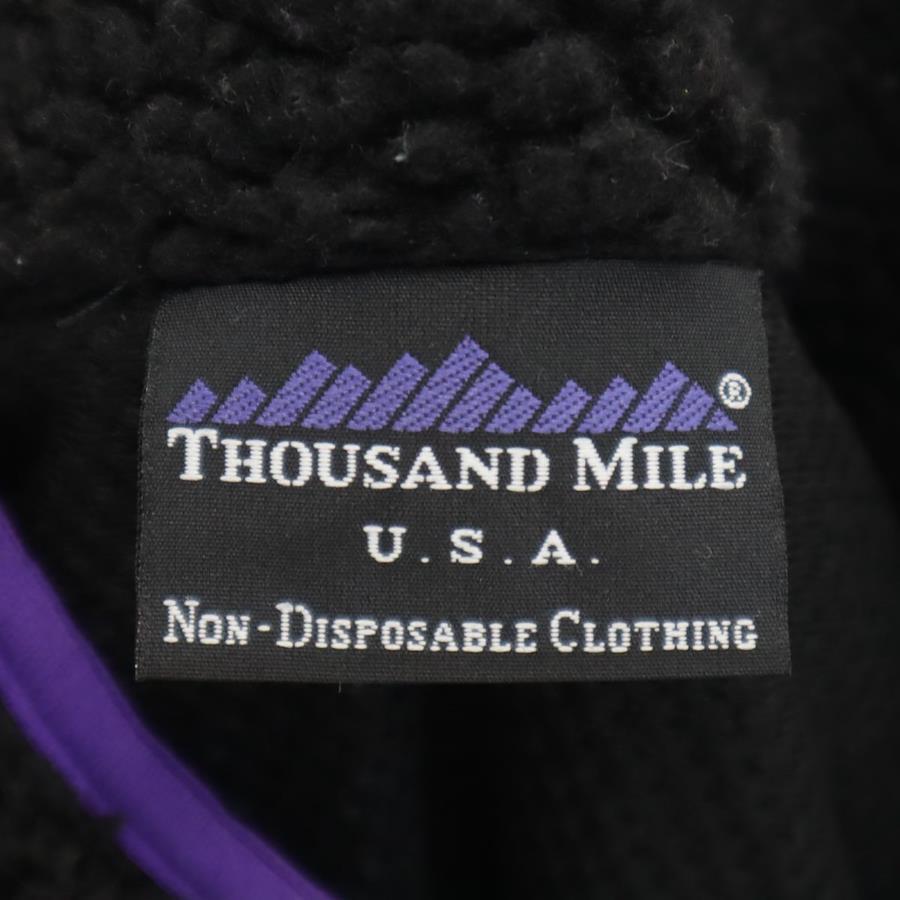 ®
THOUSAND MILE
U.S.A.
NON-DISPOSABLE CLOTHING